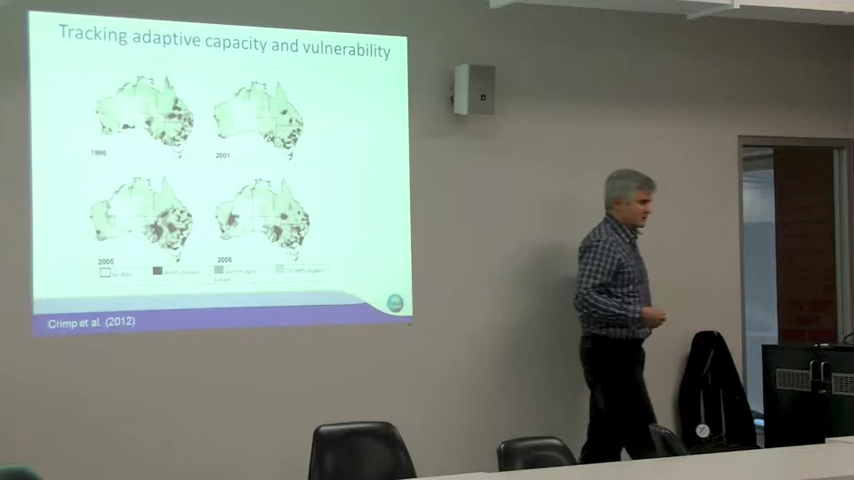 Tracking adaptive capacity and vulnerability
1996
2001
2005
2006
Crimp et al. (2012)